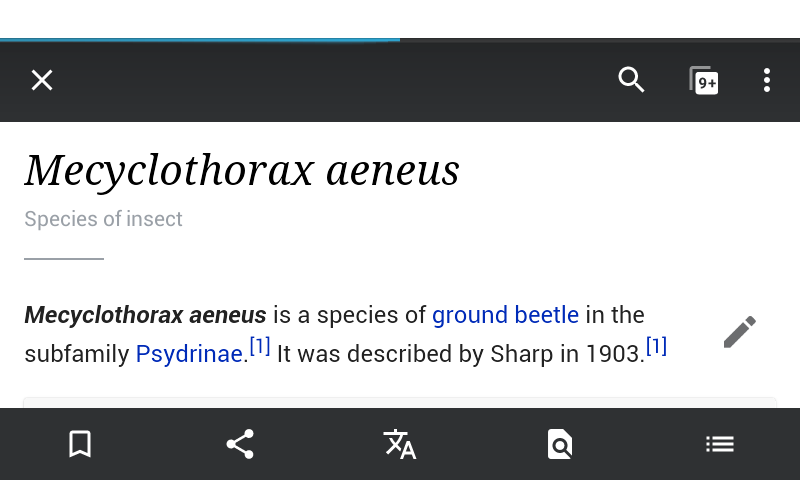 9+
Mecyclothorax aeneus
Species of insect
Mecyclothorax aeneus is a species of ground beetle in the
subfamily Psydrinae.[1] It was described by Sharp in 1903.[1]